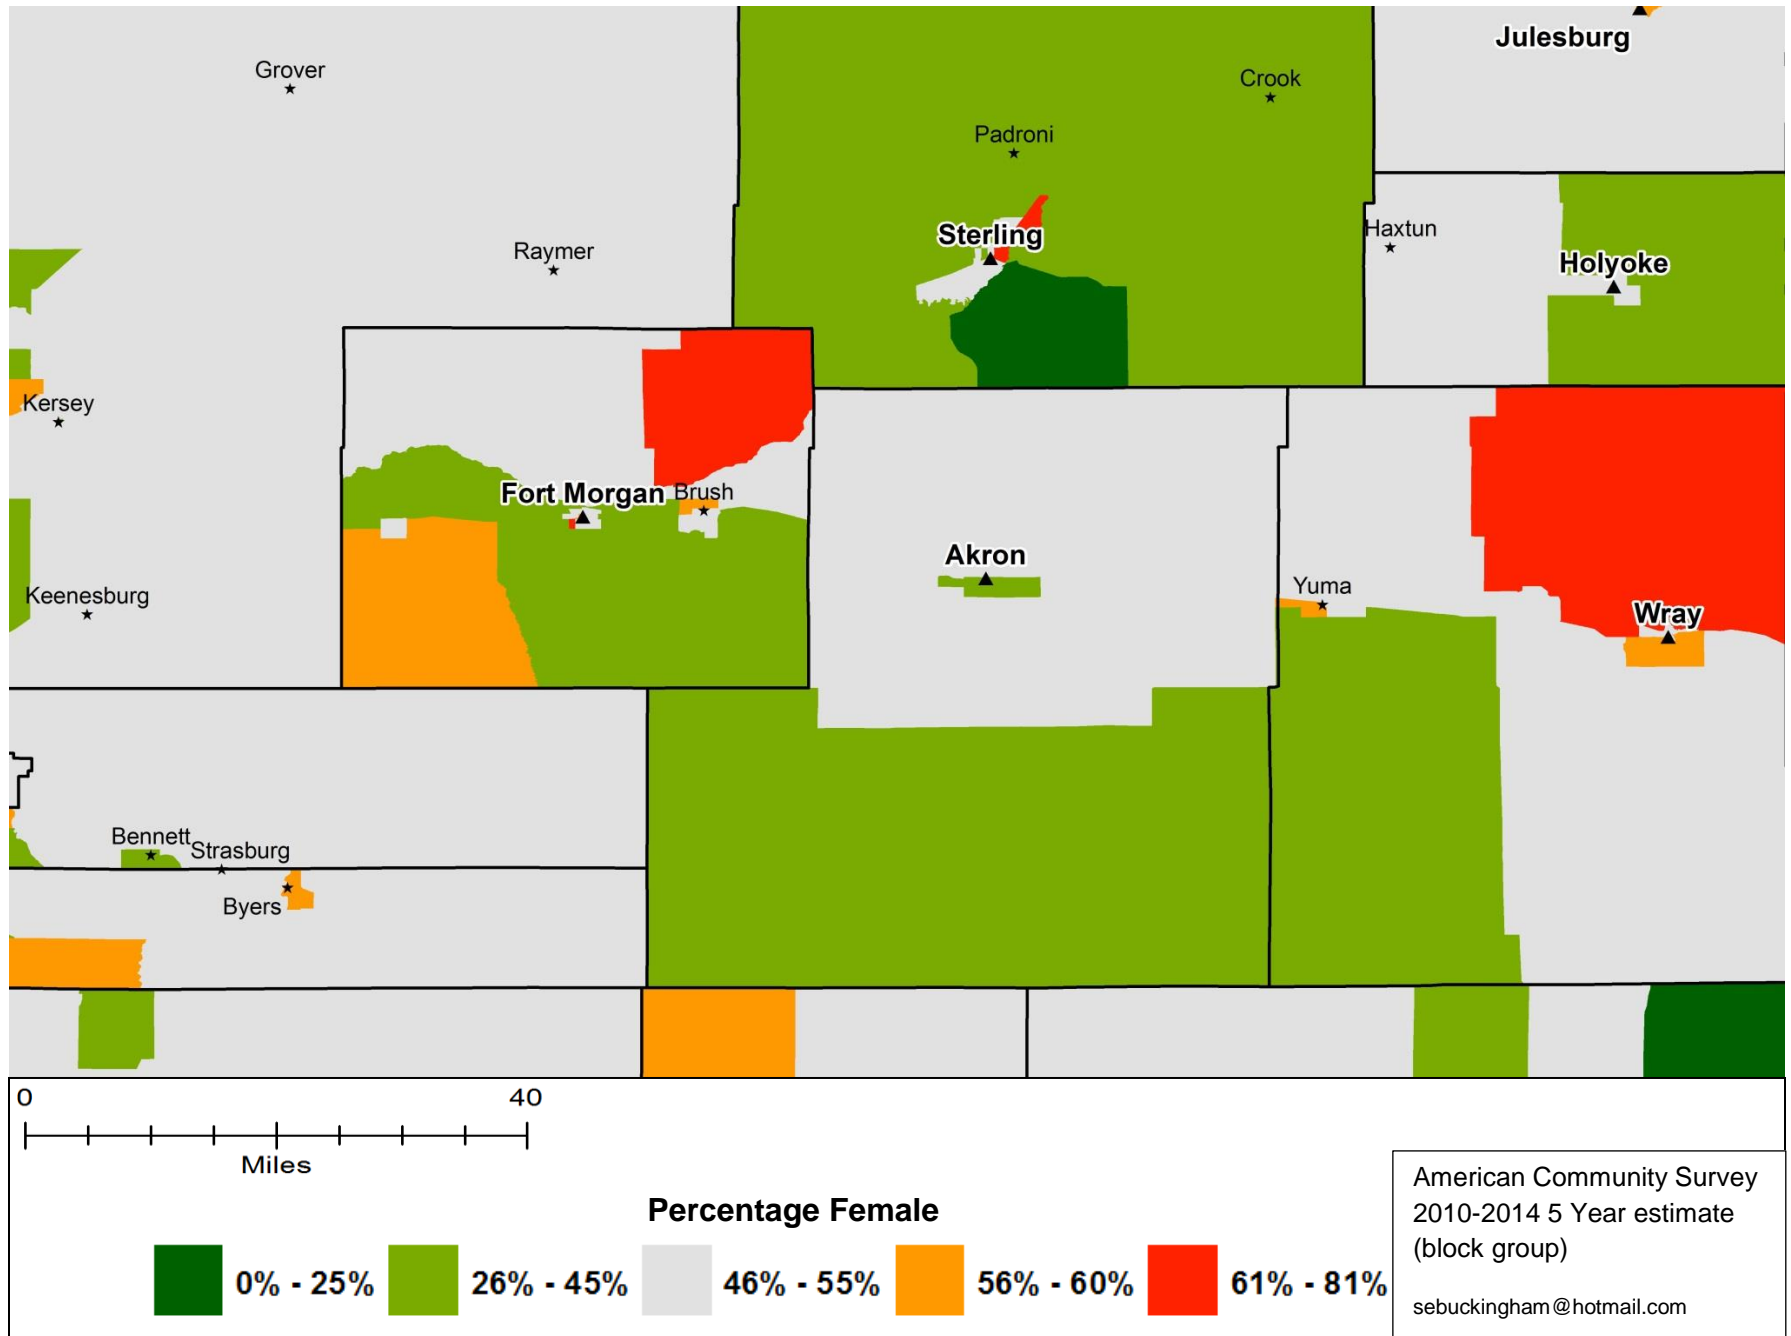 Julesburg
Grover
Crook
Padroni
Sterling
Haxtun
Raymer
Holyoke
Kersey
Fort Morgan
Brush
Akron
Yuma
Keenesburg
Wray
Bennett
Strasburg
Byers
0 40
Miles
Percentage Female
0% - 25% 26% - 45% 46% - 55% 56% - 60% 61% - 81%
American Community Survey
2010-2014 5 Year estimate
(block group)
sebuckingham@hotmail.com